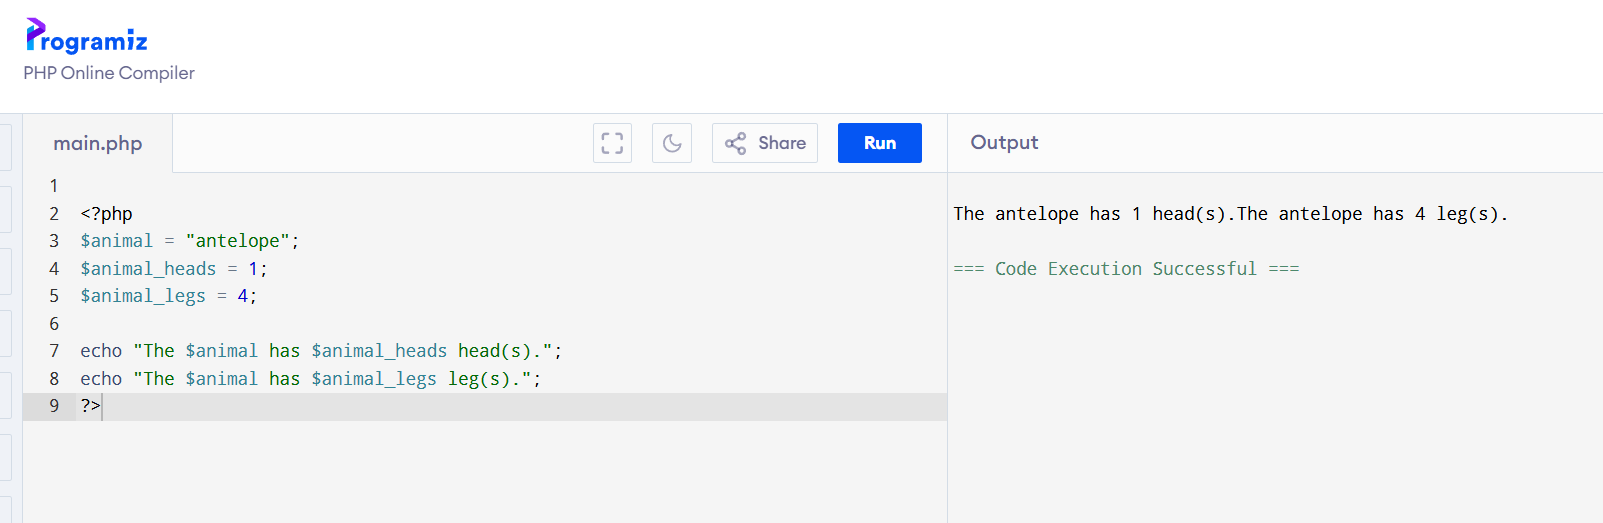 Programiz
PHP Online Compiler
main.php
Share
Run
Output
1
2 <?php
3 $animal = "antelope";
4 $animal_heads = 1;
5 $animal_legs = 4;
6
7 echo "The $animal has $animal_heads head(s).";
8 echo "The $animal has $animal_legs leg(s).";
9 ?>
The antelope has 1 head(s).The antelope has 4 leg(s).
=== Code Execution Successful ===